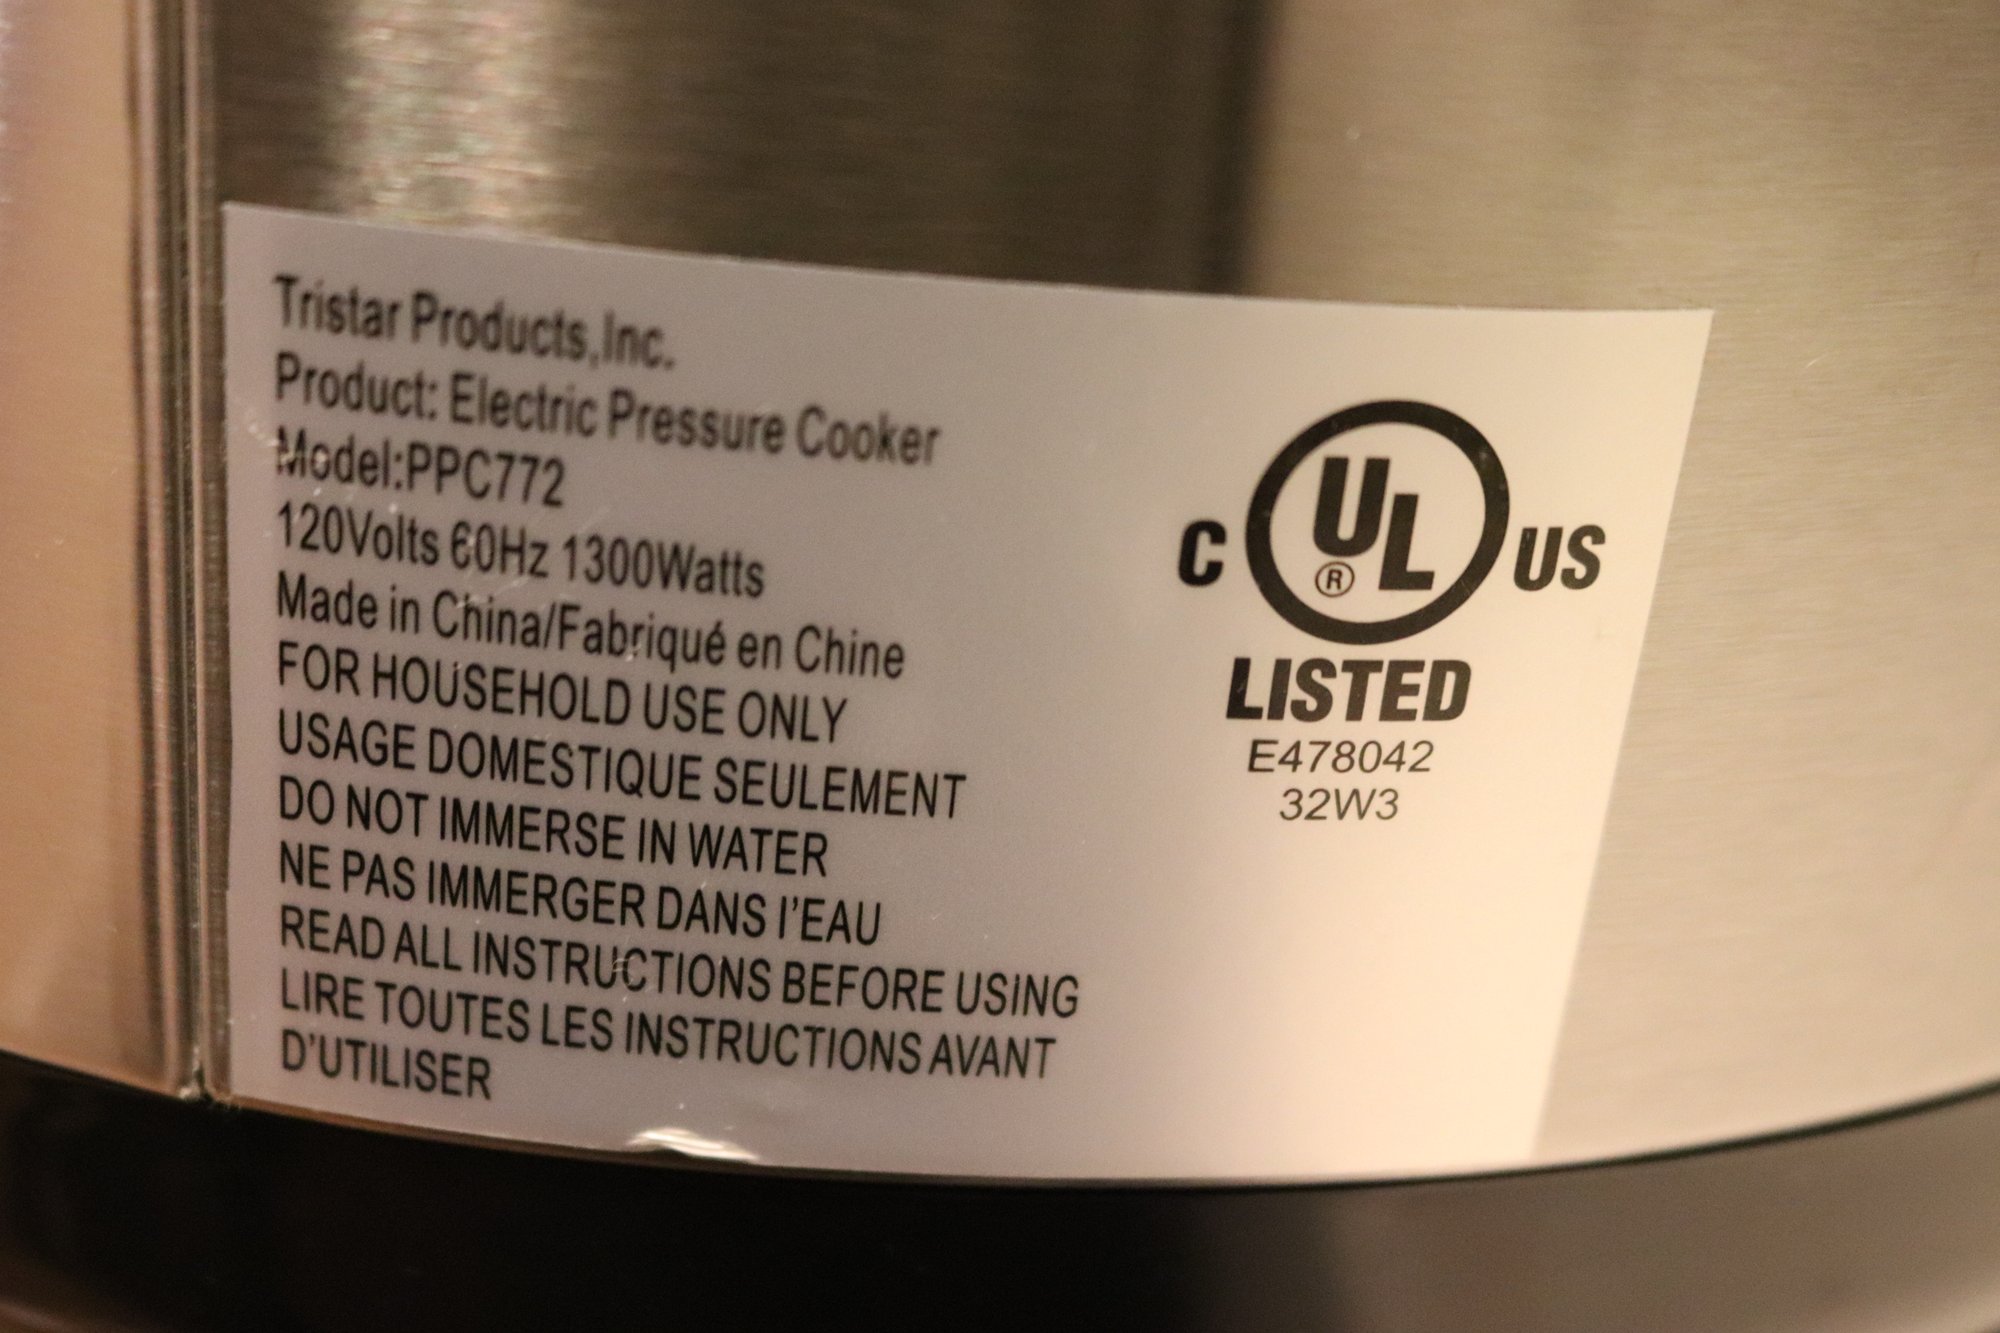 Tristar Products,Inc.
Product: Electric Pressure Cooker
Model:PPC772
120Volts 60Hz 1300Watts
Made in China/Fabriqué en Chine
FOR HOUSEHOLD USE ONLY
USAGE DOMESTIQUE SEULEMENT
DO NOT IMMERSE IN WATER
NE PAS IMMERGER DANS l'EAU
READ ALL INSTRUCTIONS BEFORE USING
LIRE TOUTES LES INSTRUCTIONS AVANT
D'UTILISER
C UL® US
LISTED
E478042
32W3